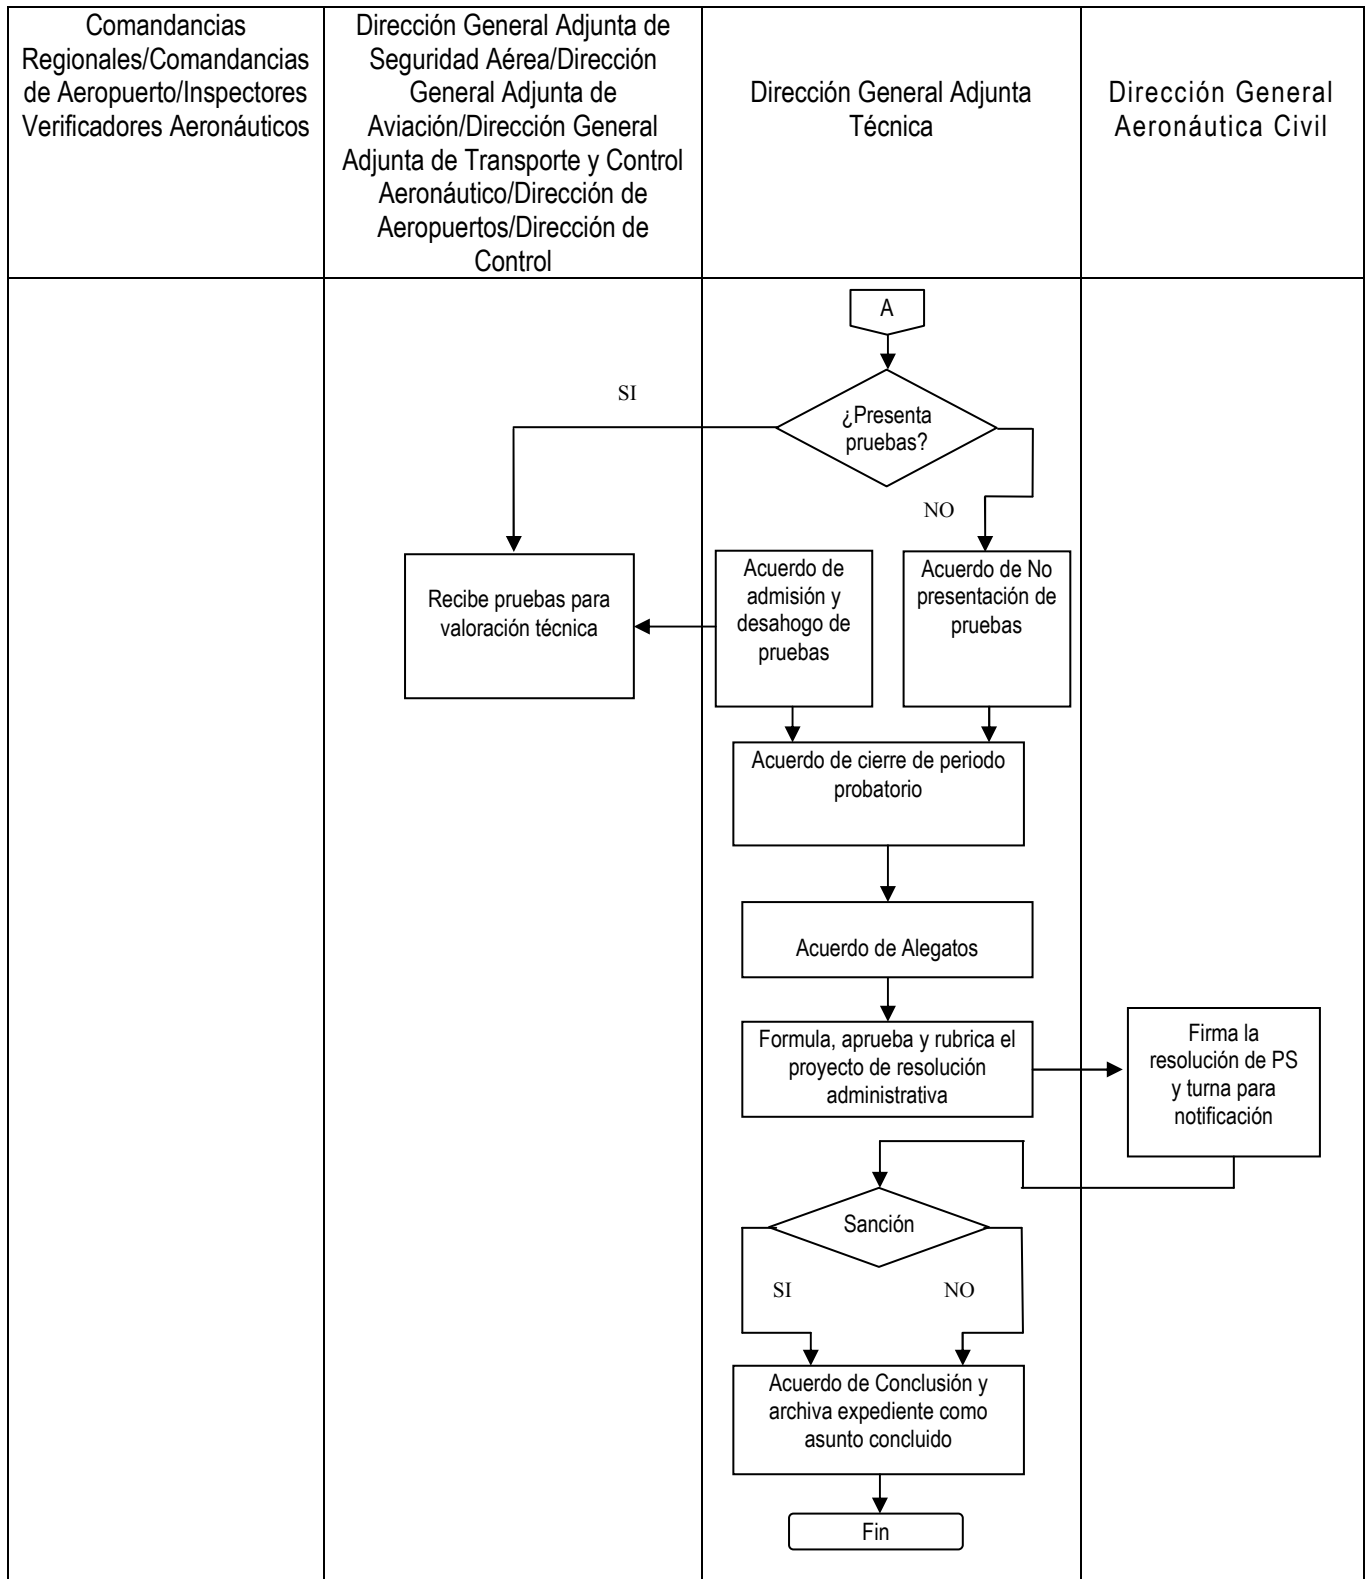 Comandancias
Regionales/Comandancias
de Aeropuerto/Inspectores
Verificadores Aeronáuticos
Dirección General Adjunta de
Seguridad Aérea/Dirección
General Adjunta de
Aviación/Dirección General
Adjunta de Transporte y Control
Aeronáutico/Dirección de
Aeropuertos/Dirección de
Control
Dirección General Adjunta
Técnica
Dirección General
Aeronáutica Civil
A
SI
¿Presenta
pruebas?
NO
Recibe pruebas para
valoración técnica
Acuerdo de
admisión y
desahogo de
pruebas
Acuerdo de No
presentación de
pruebas
Acuerdo de cierre de periodo
probatorio
Acuerdo de Alegatos
Formula, aprueba y rubrica el
proyecto de resolución
administrativa
Firma la
resolución de PS
y turna para
notificación
Sanción
SI
NO
Acuerdo de Conclusión y
archiva expediente como
asunto concluido
Fin